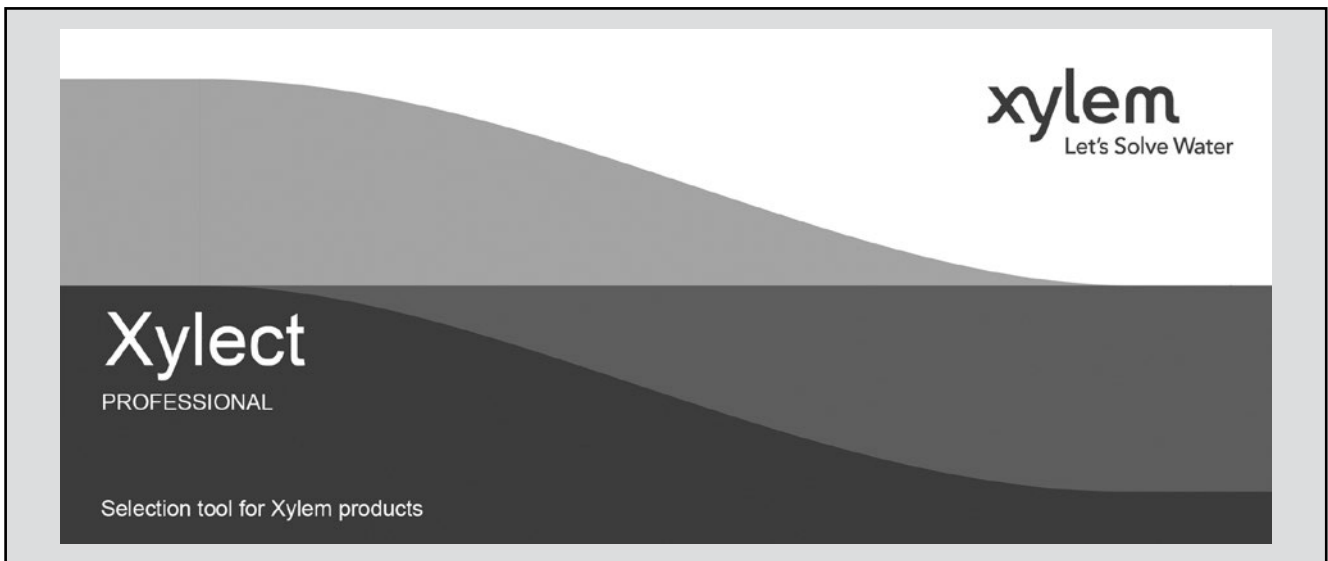 xylem
Let's Solve Water
Xylect
PROFESSIONAL
Selection tool for Xylem products